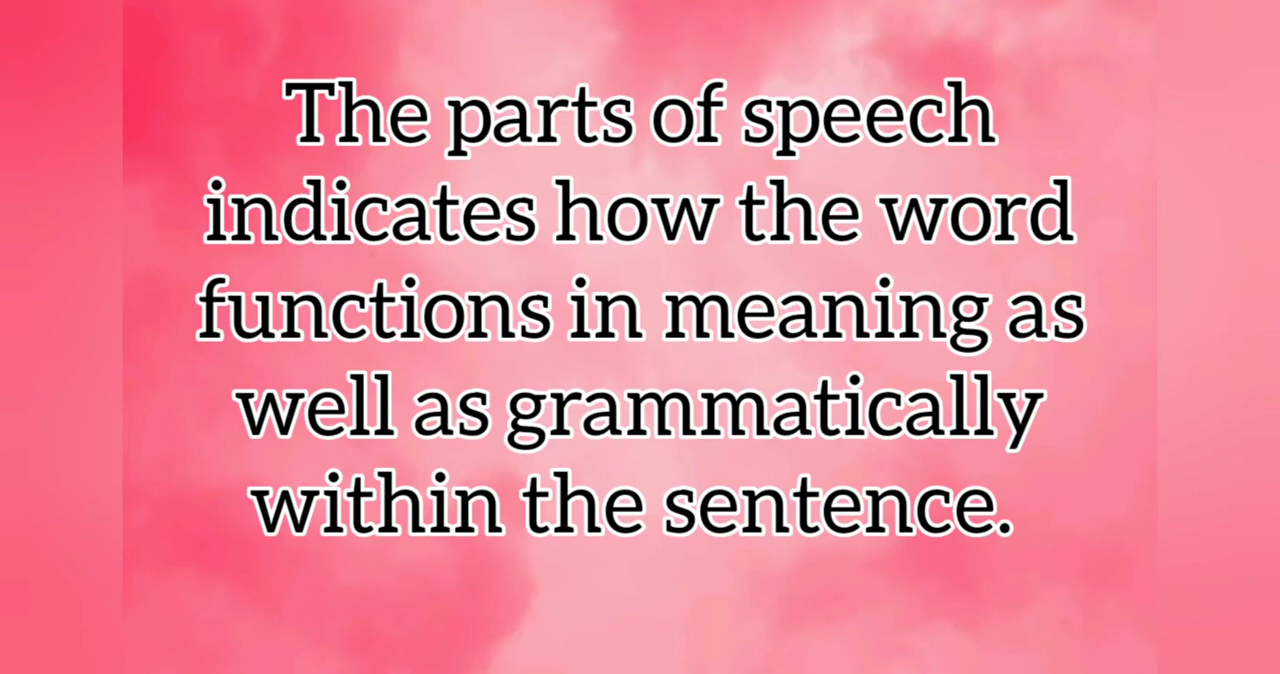 The parts of speech
indicates how the word
functions in meaning as
well as grammatically
within the sentence.